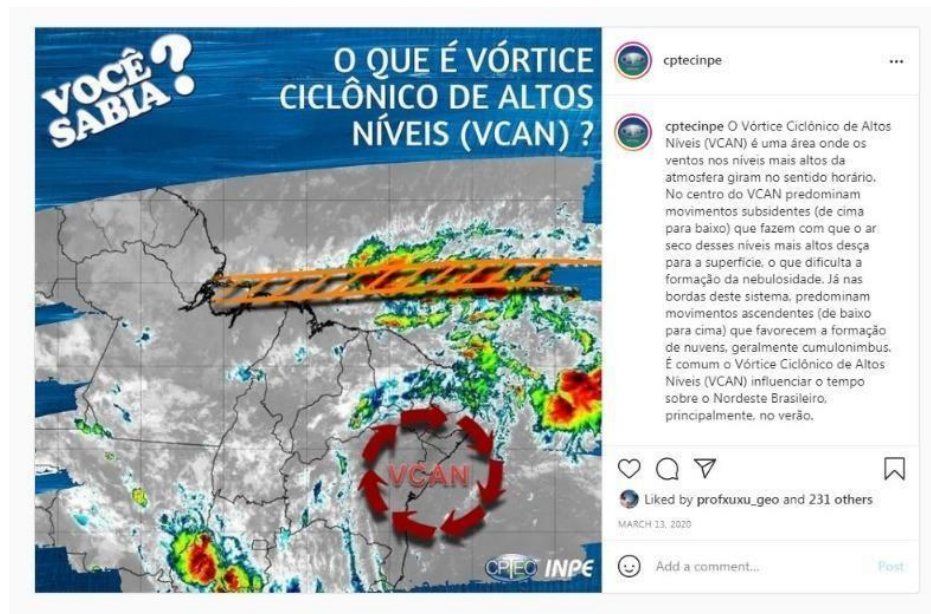 VOCÊ
SABIA?
O QUE É VÓRTICE
CICLÔNICO DE ALTOS
NÍVEIS (VCAN) ?
VCAN
CPTEC INPE
cptecinpe
cptecinpe O Vórtice Ciclônico de Altos
Níveis (VCAN) é uma área onde os
ventos nos níveis mais altos da
atmosfera giram no sentido horário.
No centro do VCAN predominam
movimentos subsidentes (de cima
para baixo) que fazem com que o ar
seco desses níveis mais altos desça
para a superfície, o que dificulta a
formação da nebulosidade. Já nas
bordas deste sistema, predominam
movimentos ascendentes (de baixo
para cima) que favorecem a formação
de nuvens, geralmente cumulonimbus.
É comum o Vórtice Ciclônico de Altos
Níveis (VCAN) influenciar o tempo
sobre o Nordeste Brasileiro,
principalmente, no verão.
Liked by profxuxu_geo and 231 others
MARCH 13, 2020
Add a comment...
Post